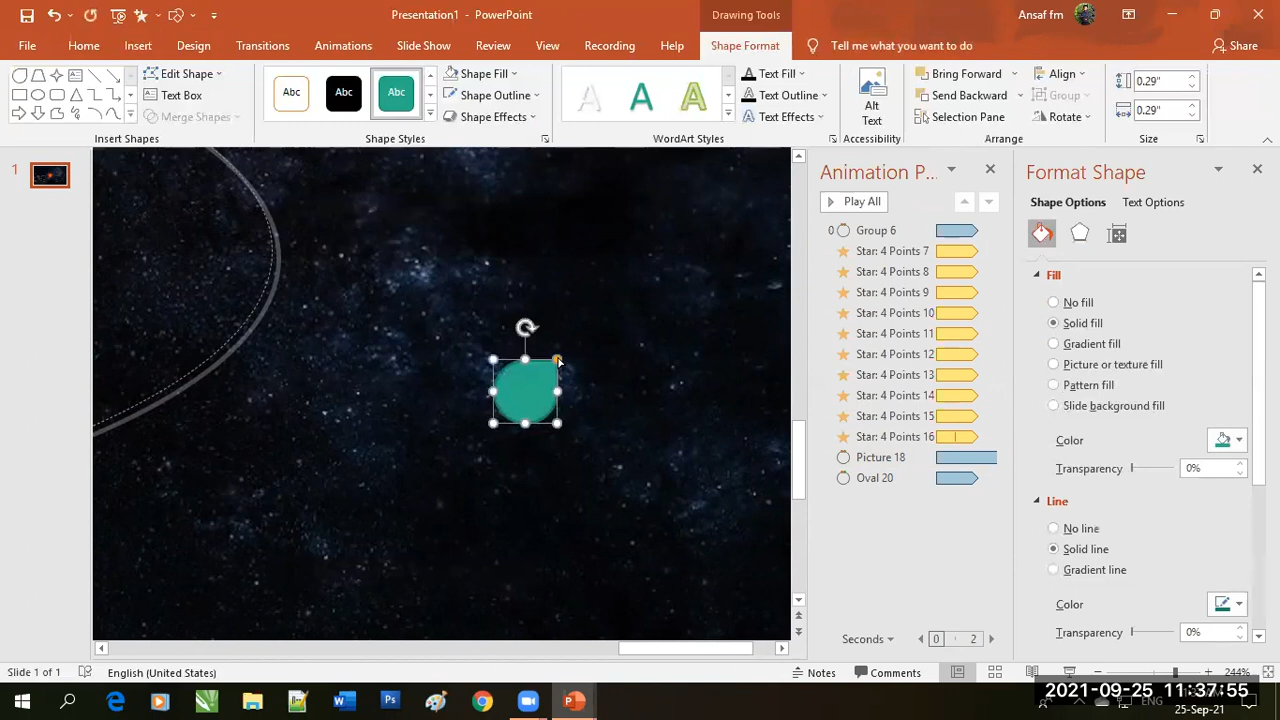 Presentation1 - PowerPoint
Drawing Tools
Ansaf fm
File
Home
Insert
Design
Transitions
Animations
Slide Show
Review
View
Recording
Help
Shape Format
Tell me what you want to do
Share
Edit Shape
Text Box
Merge Shapes
Insert Shapes
Abc
Abc
Abc
Shape Fill
Shape Outline
Shape Effects
Shape Styles
A
A
A
Text Fill
Text Outline
Text Effects
WordArt Styles
Alt
Text
Accessibility
Bring Forward
Send Backward
Selection Pane
Align
Group
Rotate
Arrange
0.29"
0.29"
Size
1
Animation P...
Play All
0
Group 6
Star: 4 Points 7
Star: 4 Points 8
Star: 4 Points 9
Star: 4 Points 10
Star: 4 Points 11
Star: 4 Points 12
Star: 4 Points 13
Star: 4 Points 14
Star: 4 Points 15
Star: 4 Points 16
Picture 18
Oval 20
Seconds
0
2
Format Shape
Shape Options
Text Options
Fill
No fill
Solid fill
Gradient fill
Picture or texture fill
Pattern fill
Slide background fill
Color
Transparency
0%
Line
No line
Solid line
Gradient line
Color
Transparency
0%
Slide 1 of 1
English (United States)
Notes
Comments
244%
2021-09-25 11:37:55
ENG
25-Sep-21